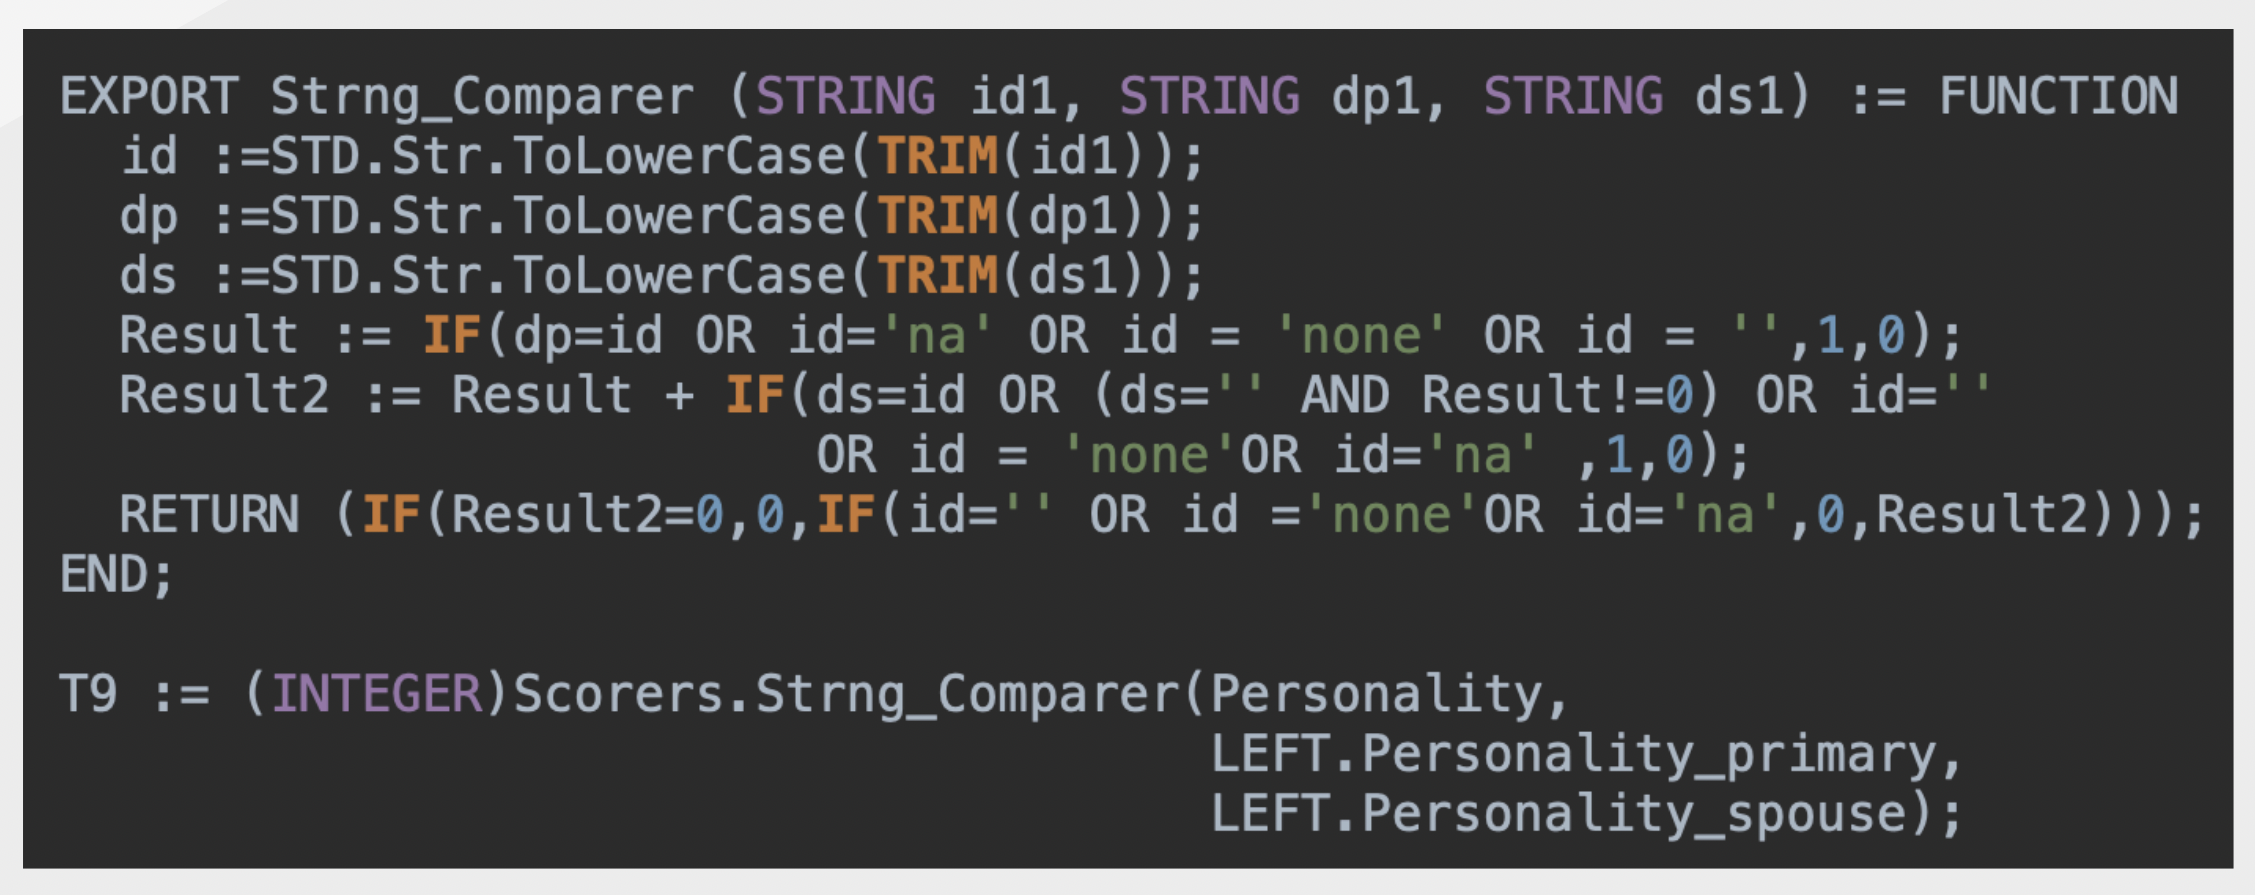 EXPORT Strng_Comparer (STRING id1, STRING dp1, STRING ds1) := FUNCTION
  id :=STD.Str.ToLowerCase(TRIM(id1));
  dp :=STD.Str.ToLowerCase(TRIM(dp1));
  ds :=STD.Str.ToLowerCase(TRIM(ds1));
  Result := IF(dp=id OR id='na' OR id = 'none' OR id = '',1,0);
  Result2 := Result + IF(ds=id OR (ds='' AND Result!=0) OR id=''
                         OR id = 'none'OR id='na' ,1,0);
  RETURN (IF(Result2=0,0,IF(id='' OR id ='none'OR id='na',0,Result2)));
END;

T9 := (INTEGER)Scorers.Strng_Comparer(Personality,
                                      LEFT.Personality_primary,
                                      LEFT.Personality_spouse);